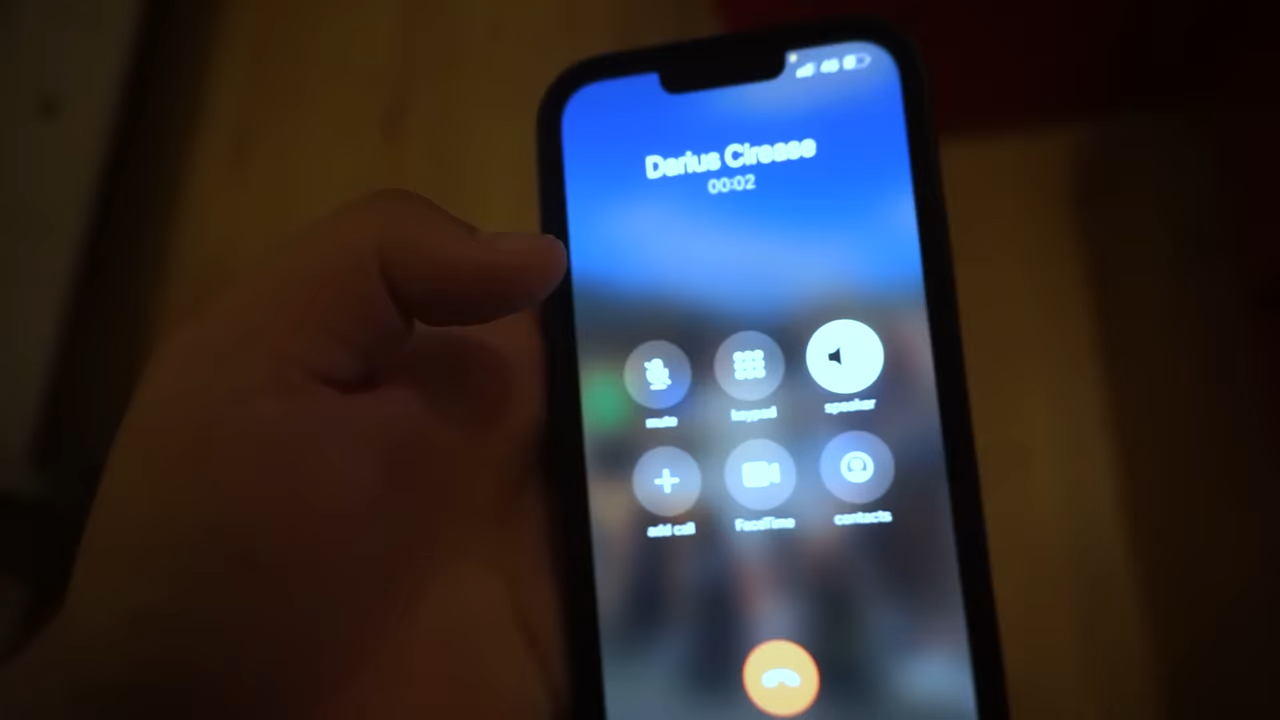 4G
Darius Cirease
00:02
mute
keypad
speaker
add call
FaceTime
contacts